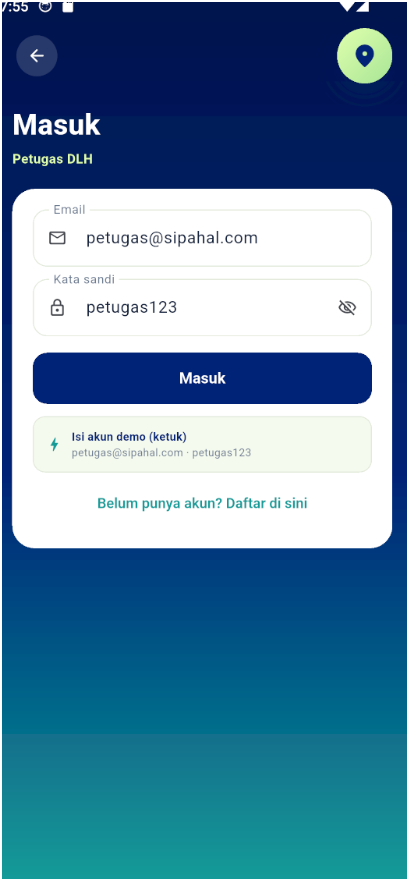 7:55
Masuk
Petugas DLH
Email
petugas@sipahal.com
Kata sandi
petugas123
Masuk
Isi akun demo (ketuk)
petugas@sipahal.com · petugas123
Belum punya akun? Daftar di sini